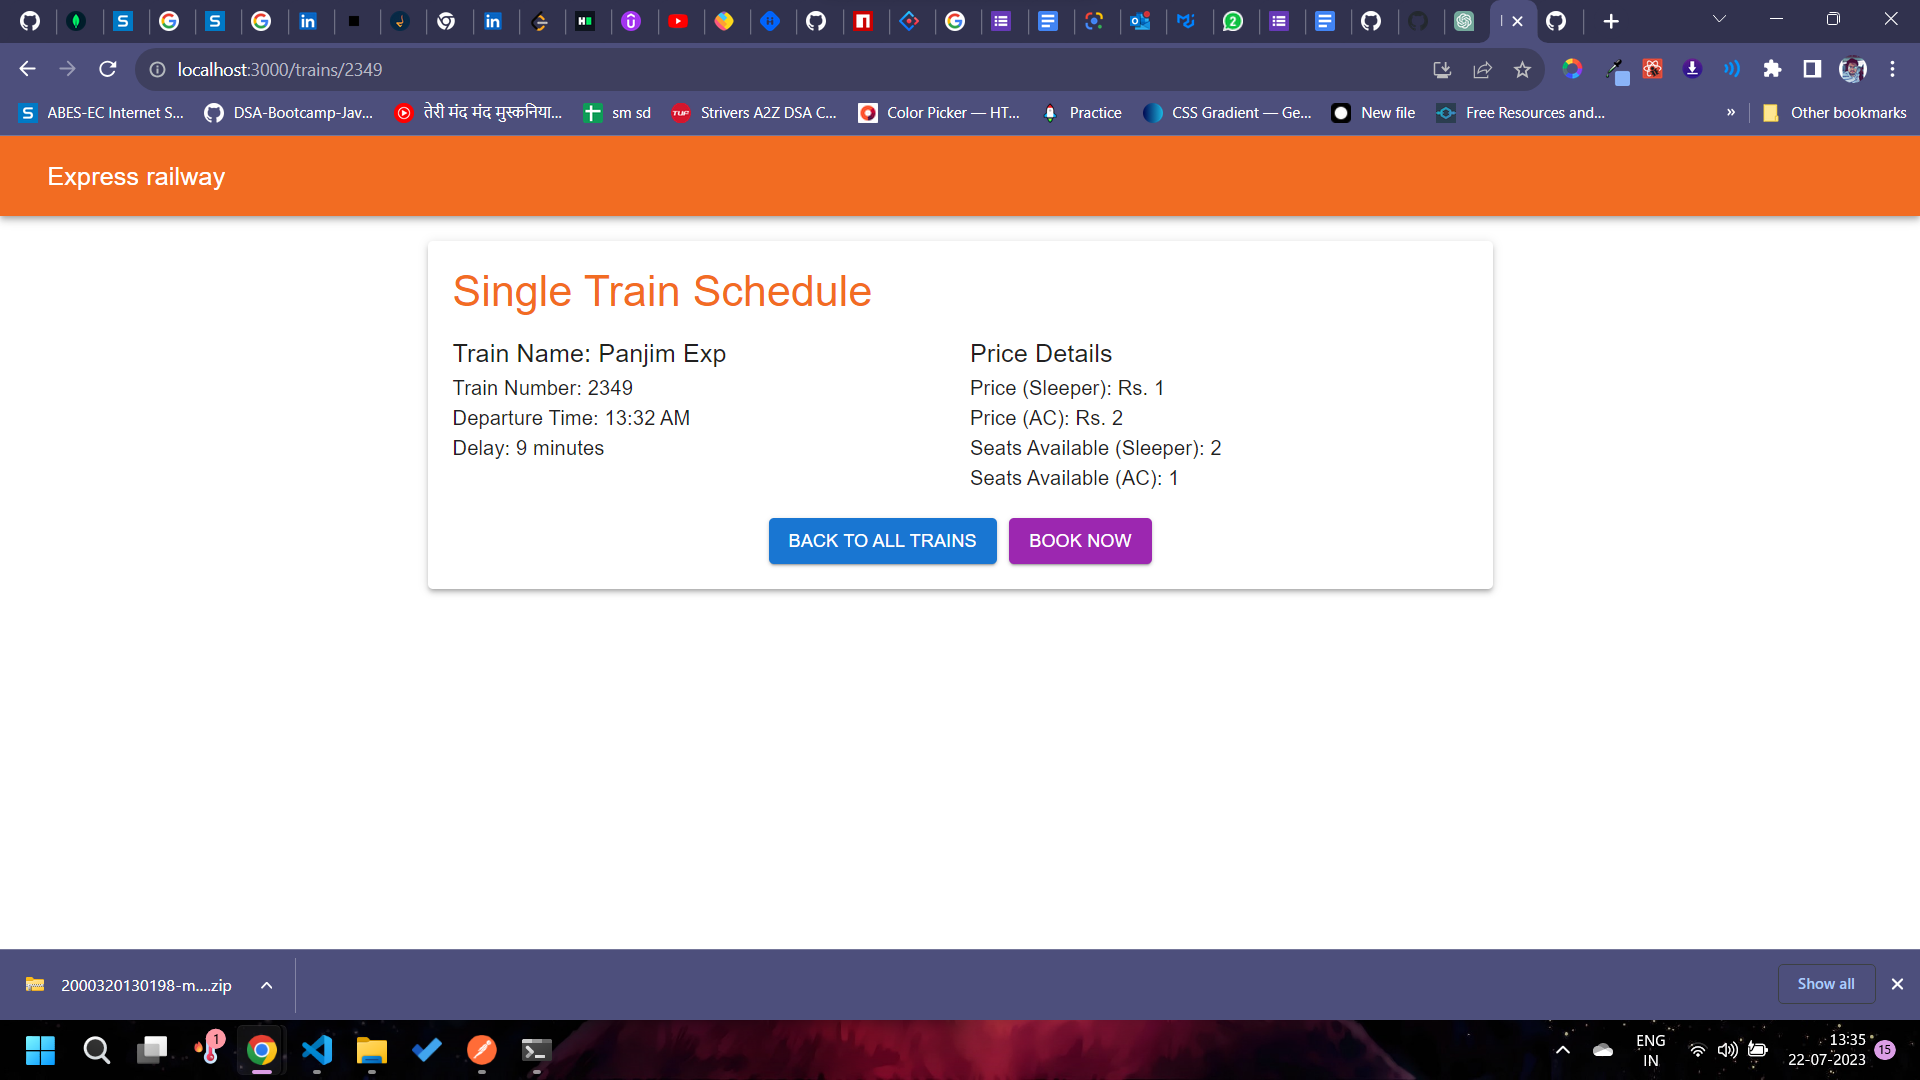 localhost:3000/trains/2349
ABES-EC Internet S...
DSA-Bootcamp-Jav...
तेरी मंद मंद मुस्कनिया...
sm sd
TUF Strivers A2Z DSA C...
Color Picker — HT...
Practice
CSS Gradient — Ge...
New file
Free Resources and...
»
Other bookmarks
Express railway
Single Train Schedule
Train Name: Panjim Exp
Train Number: 2349
Departure Time: 13:32 AM
Delay: 9 minutes
Price Details
Price (Sleeper): Rs. 1
Price (AC): Rs. 2
Seats Available (Sleeper): 2
Seats Available (AC): 1
BACK TO ALL TRAINS
BOOK NOW
2000320130198-m....zip
Show all
1
ENG
IN
13:35
22-07-2023
15